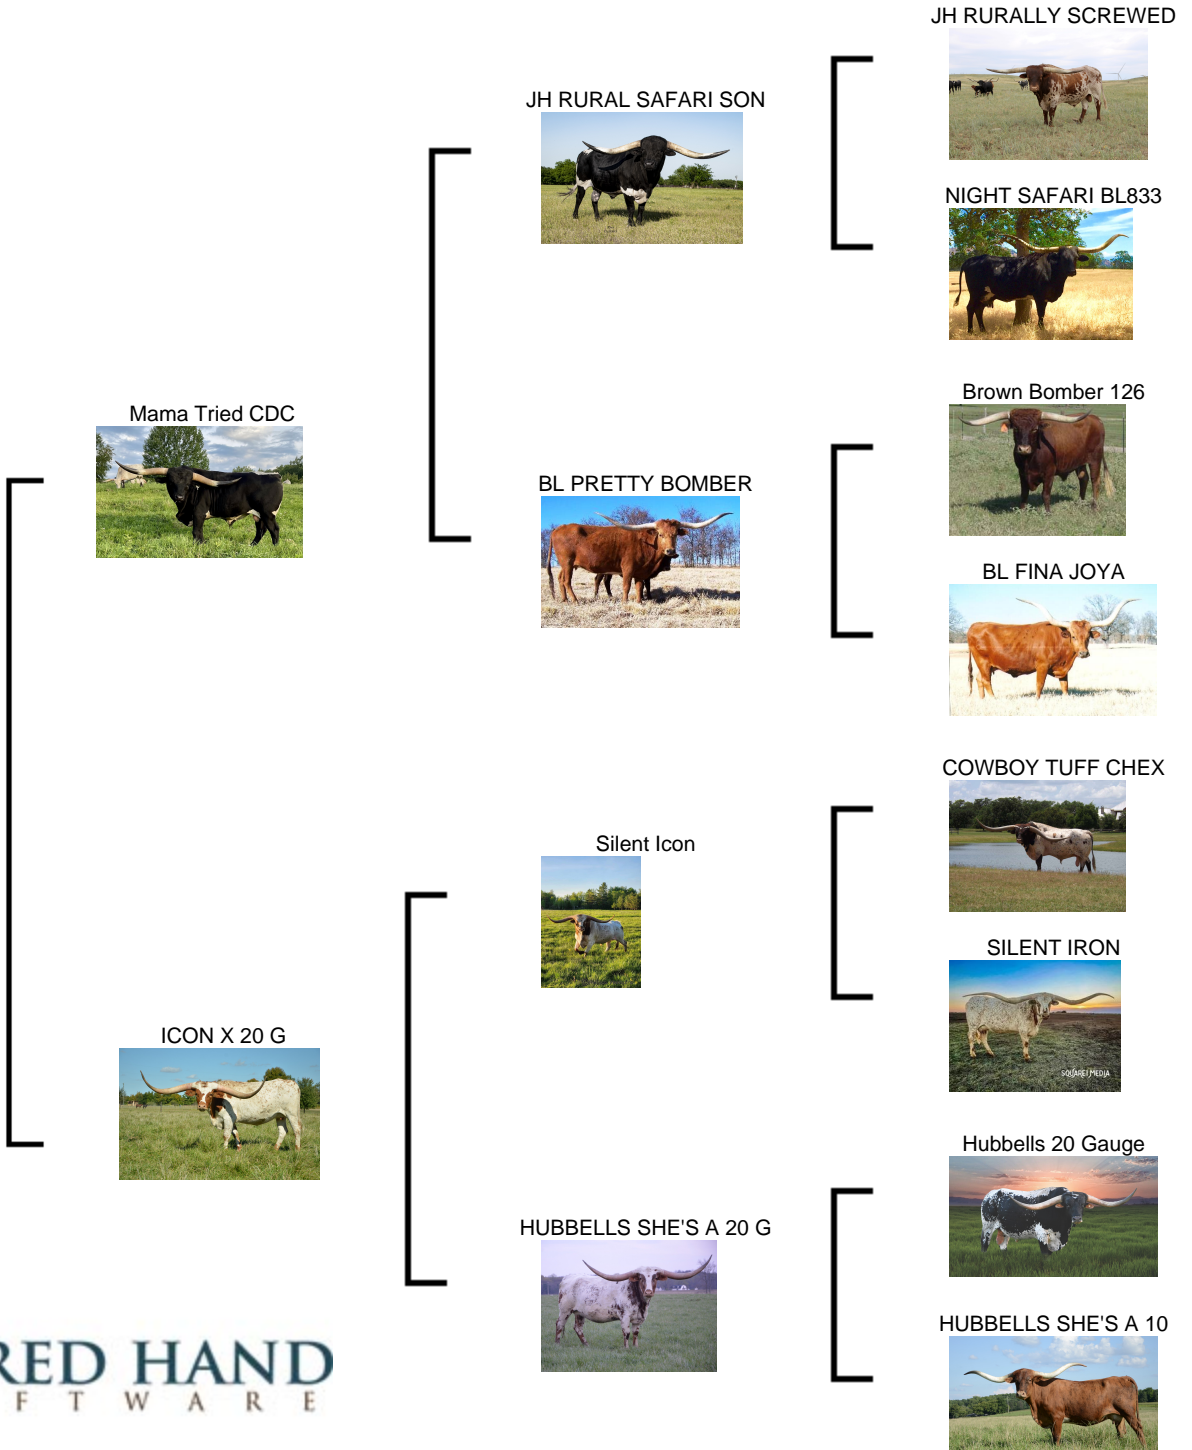 JH RURALLY SCREWED
JH RURAL SAFARI SON
NIGHT SAFARI BL833
Mama Tried CDC
Brown Bomber 126
BL PRETTY BOMBER
BL FINA JOYA
COWBOY TUFF CHEX
Silent Icon
SILENT IRON
SQUARE1 MEDIA
ICON X 20 G
Hubbells 20 Gauge
HUBBELLS SHE'S A 20 G
HUBBELLS SHE'S A 10
RED HAND
F T W A R E